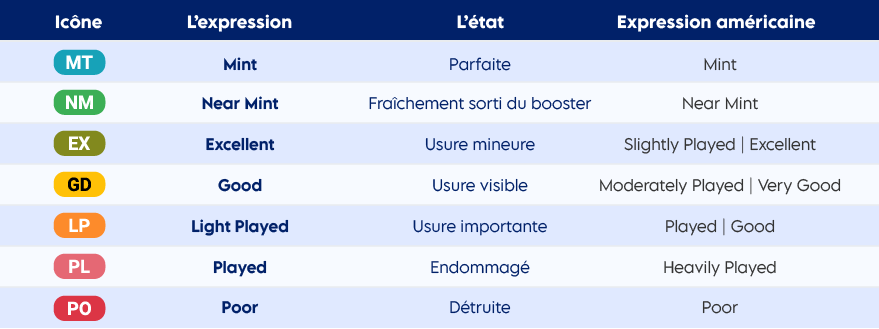 Icône L'expression L'état Expression américaine
MT Mint Parfaite Mint
NM Near Mint Fraîchement sorti du booster Near Mint
EX Excellent Usure mineure Slightly Played | Excellent
GD Good Usure visible Moderately Played | Very Good
LP Light Played Usure importante Played | Good
PL Played Endommagé Heavily Played
PO Poor Détruite Poor